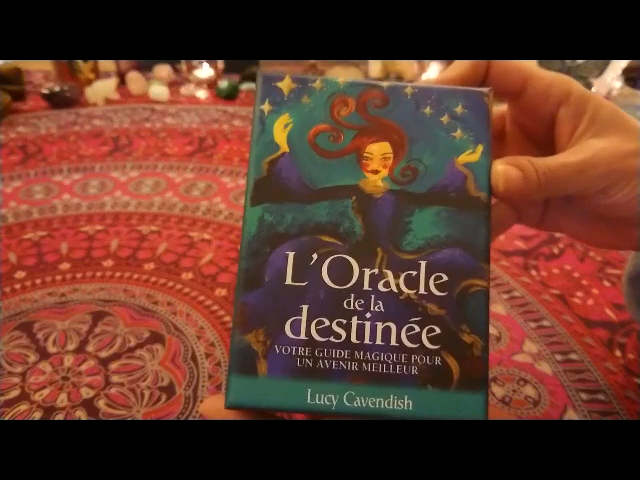 L'Oracle
de la
destinée
VOTRE GUIDE MAGIQUE POUR
UN AVENIR MEILLEUR
Lucy Cavendish